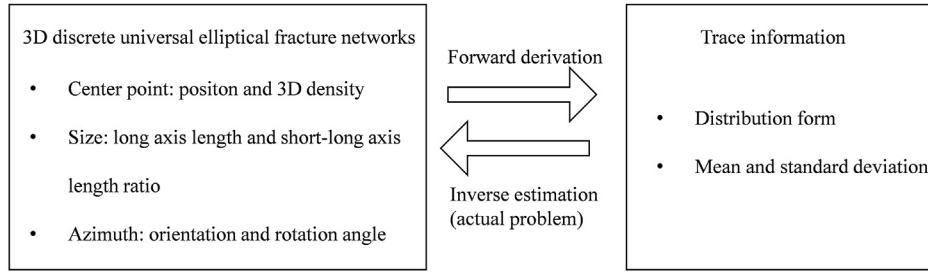 3D discrete universal elliptical fracture networks
• Center point: positon and 3D density
• Size: long axis length and short-long axis
length ratio
• Azimuth: orientation and rotation angle
Forward derivation
Inverse estimation
(actual problem)
Trace information
• Distribution form
• Mean and standard deviation